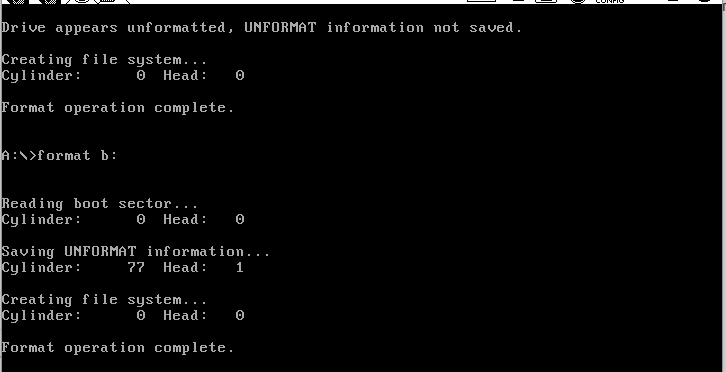 CONFIG
Drive appears unformatted, UNFORMAT information not saved.
Creating file system...
Cylinder: 0 Head: 0
Format operation complete.
A:\>format b:
Reading boot sector...
Cylinder: 0 Head: 0
Saving UNFORMAT information...
Cylinder: 77 Head: 1
Creating file system...
Cylinder: 0 Head: 0
Format operation complete.